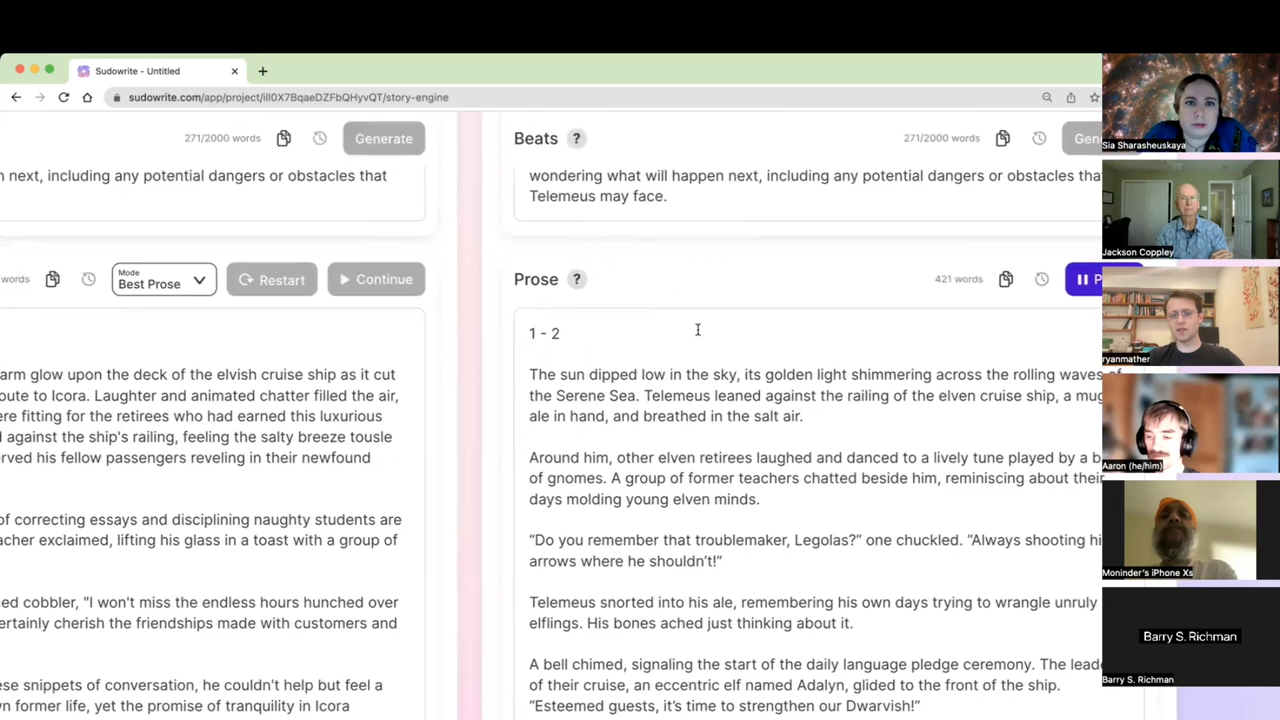 Sudowrite - Untitled
sudowrite.com/app/project/ilI0X7BqaeDZFbQHyvQT/story-engine
271/2000 words
Generate
n next, including any potential dangers or obstacles that
words
Mode
Best Prose
Restart
Continue
arm glow upon the deck of the elvish cruise ship as it cut
oute to Icora. Laughter and animated chatter filled the air,
ere fitting for the retirees who had earned this luxurious
d against the ship's railing, feeling the salty breeze tousle
erved his fellow passengers reveling in their newfound
of correcting essays and disciplining naughty students are
acher exclaimed, lifting his glass in a toast with a group of
ed cobbler, "I won't miss the endless hours hunched over
ertainly cherish the friendships made with customers and
ese snippets of conversation, he couldn't help but feel a
n former life, yet the promise of tranquility in Icora
Beats ?
271/2000 words
Gen
wondering what will happen next, including any potential dangers or obstacles tha
Telemeus may face.
Prose ?
421 words
P
1 - 2
The sun dipped low in the sky, its golden light shimmering across the rolling waves of
the Serene Sea. Telemeus leaned against the railing of the elven cruise ship, a mug
ale in hand, and breathed in the salt air.
Around him, other elven retirees laughed and danced to a lively tune played by a b
of gnomes. A group of former teachers chatted beside him, reminiscing about their
days molding young elven minds.
“Do you remember that troublemaker, Legolas?” one chuckled. “Always shooting hi
arrows where he shouldn’t!”
Telemeus snorted into his ale, remembering his own days trying to wrangle unruly
elflings. His bones ached just thinking about it.
A bell chimed, signaling the start of the daily language pledge ceremony. The leade
of their cruise, an eccentric elf named Adalyn, glided to the front of the ship.
“Esteemed guests, it’s time to strengthen our Dwarvish!”
Sia Sharasheuskaya
Jackson Coppley
ryanmather
Aaron (he/him)
Moninder's iPhone Xs
Barry S. Richman
Barry S. Richman